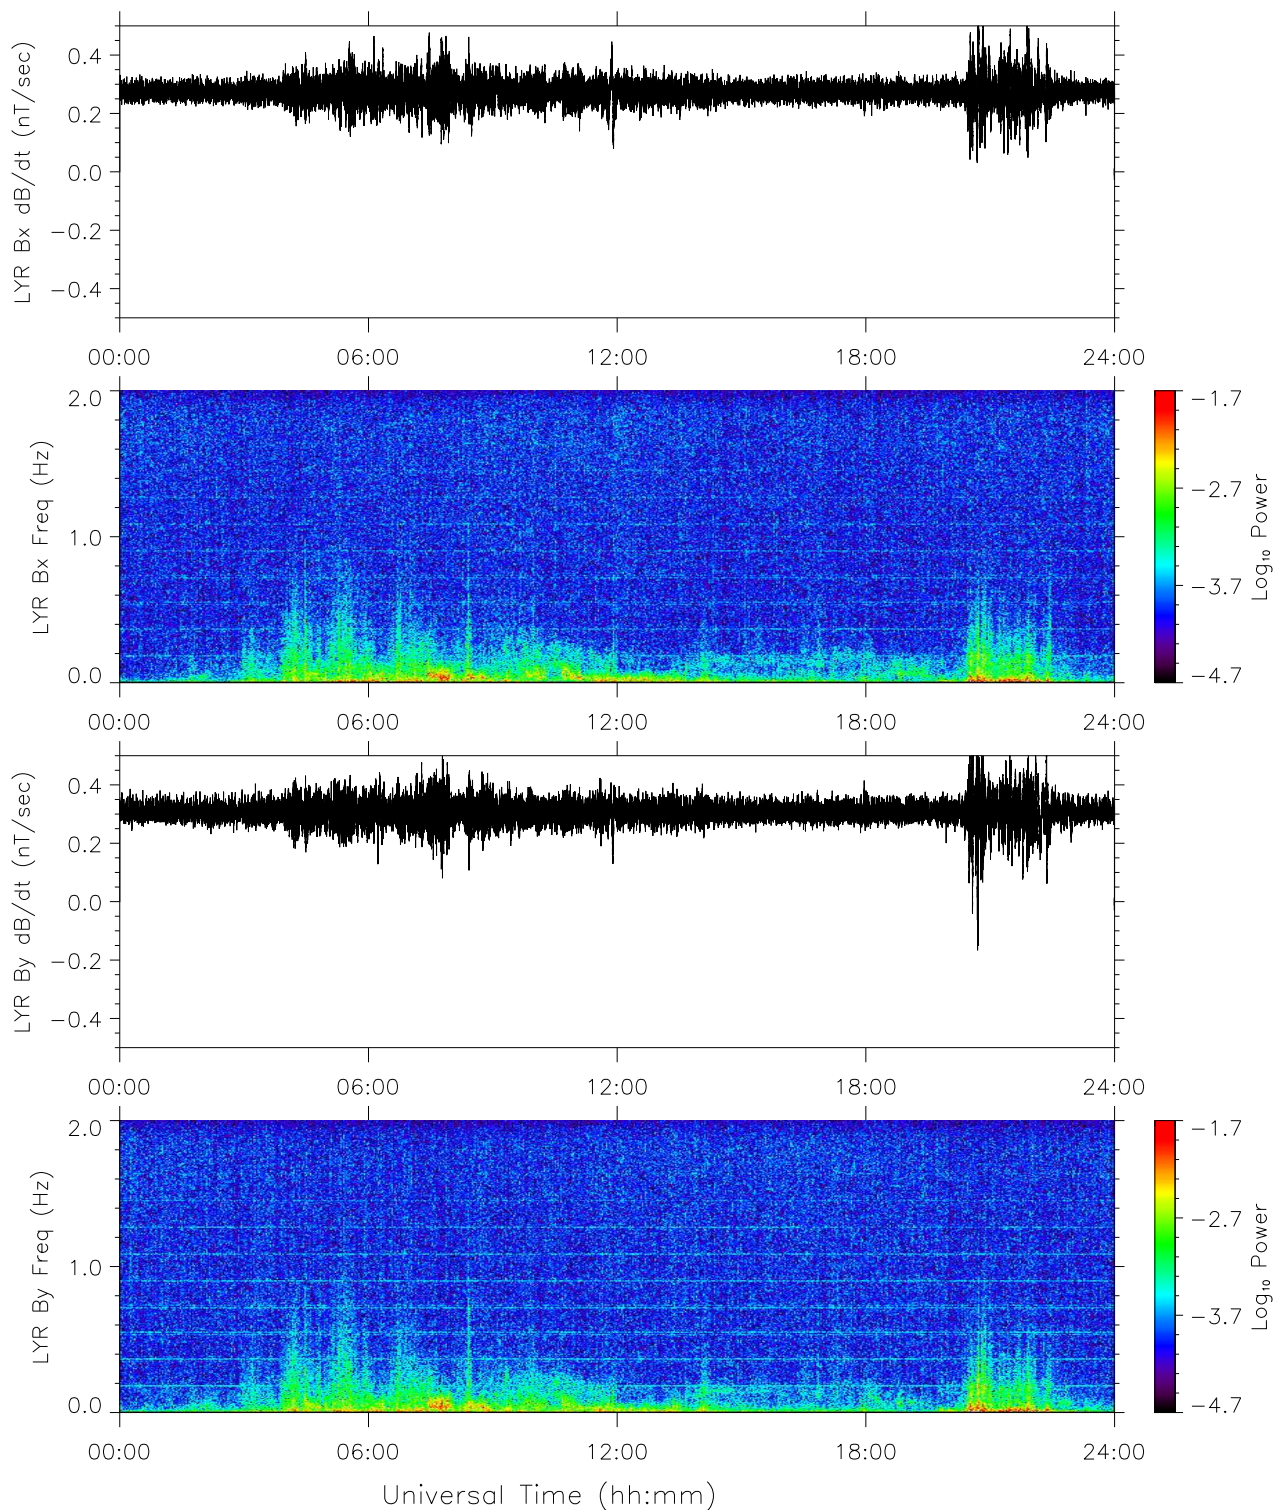 LYR Bx dB/dt (nT/sec)
0.4
0.2
0.0
−0.2
−0.4
00:00 06:00 12:00 18:00 24:00
LYR Bx Freq (Hz)
2.0
1.0
0.0
−1.7
−2.7
−3.7
−4.7
Log₁₀ Power
00:00 06:00 12:00 18:00 24:00
LYR By dB/dt (nT/sec)
0.4
0.2
0.0
−0.2
−0.4
00:00 06:00 12:00 18:00 24:00
LYR By Freq (Hz)
2.0
1.0
0.0
−1.7
−2.7
−3.7
−4.7
Log₁₀ Power
00:00 06:00 12:00 18:00 24:00
Universal Time (hh:mm)